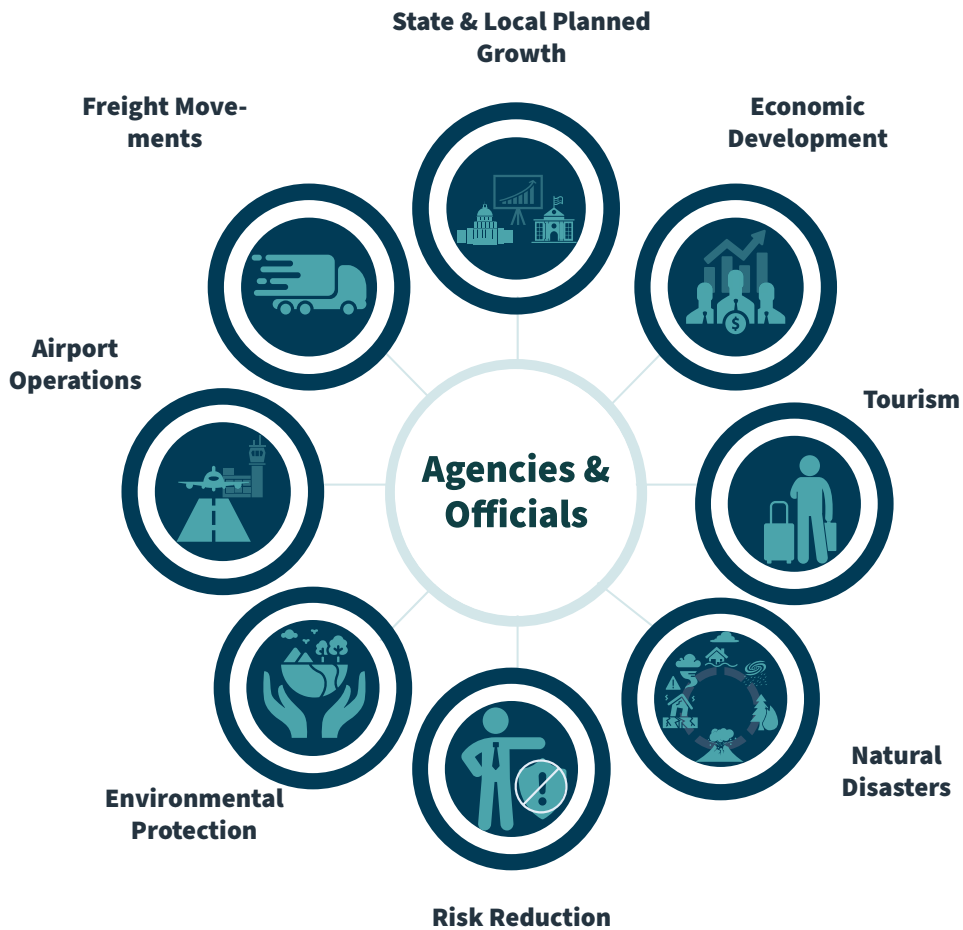 State & Local Planned
Growth
Freight Move-
ments
Economic
Development
Airport
Operations
Tourism
Agencies &
Officials
$
Natural
Disasters
Environmental
Protection
Risk Reduction